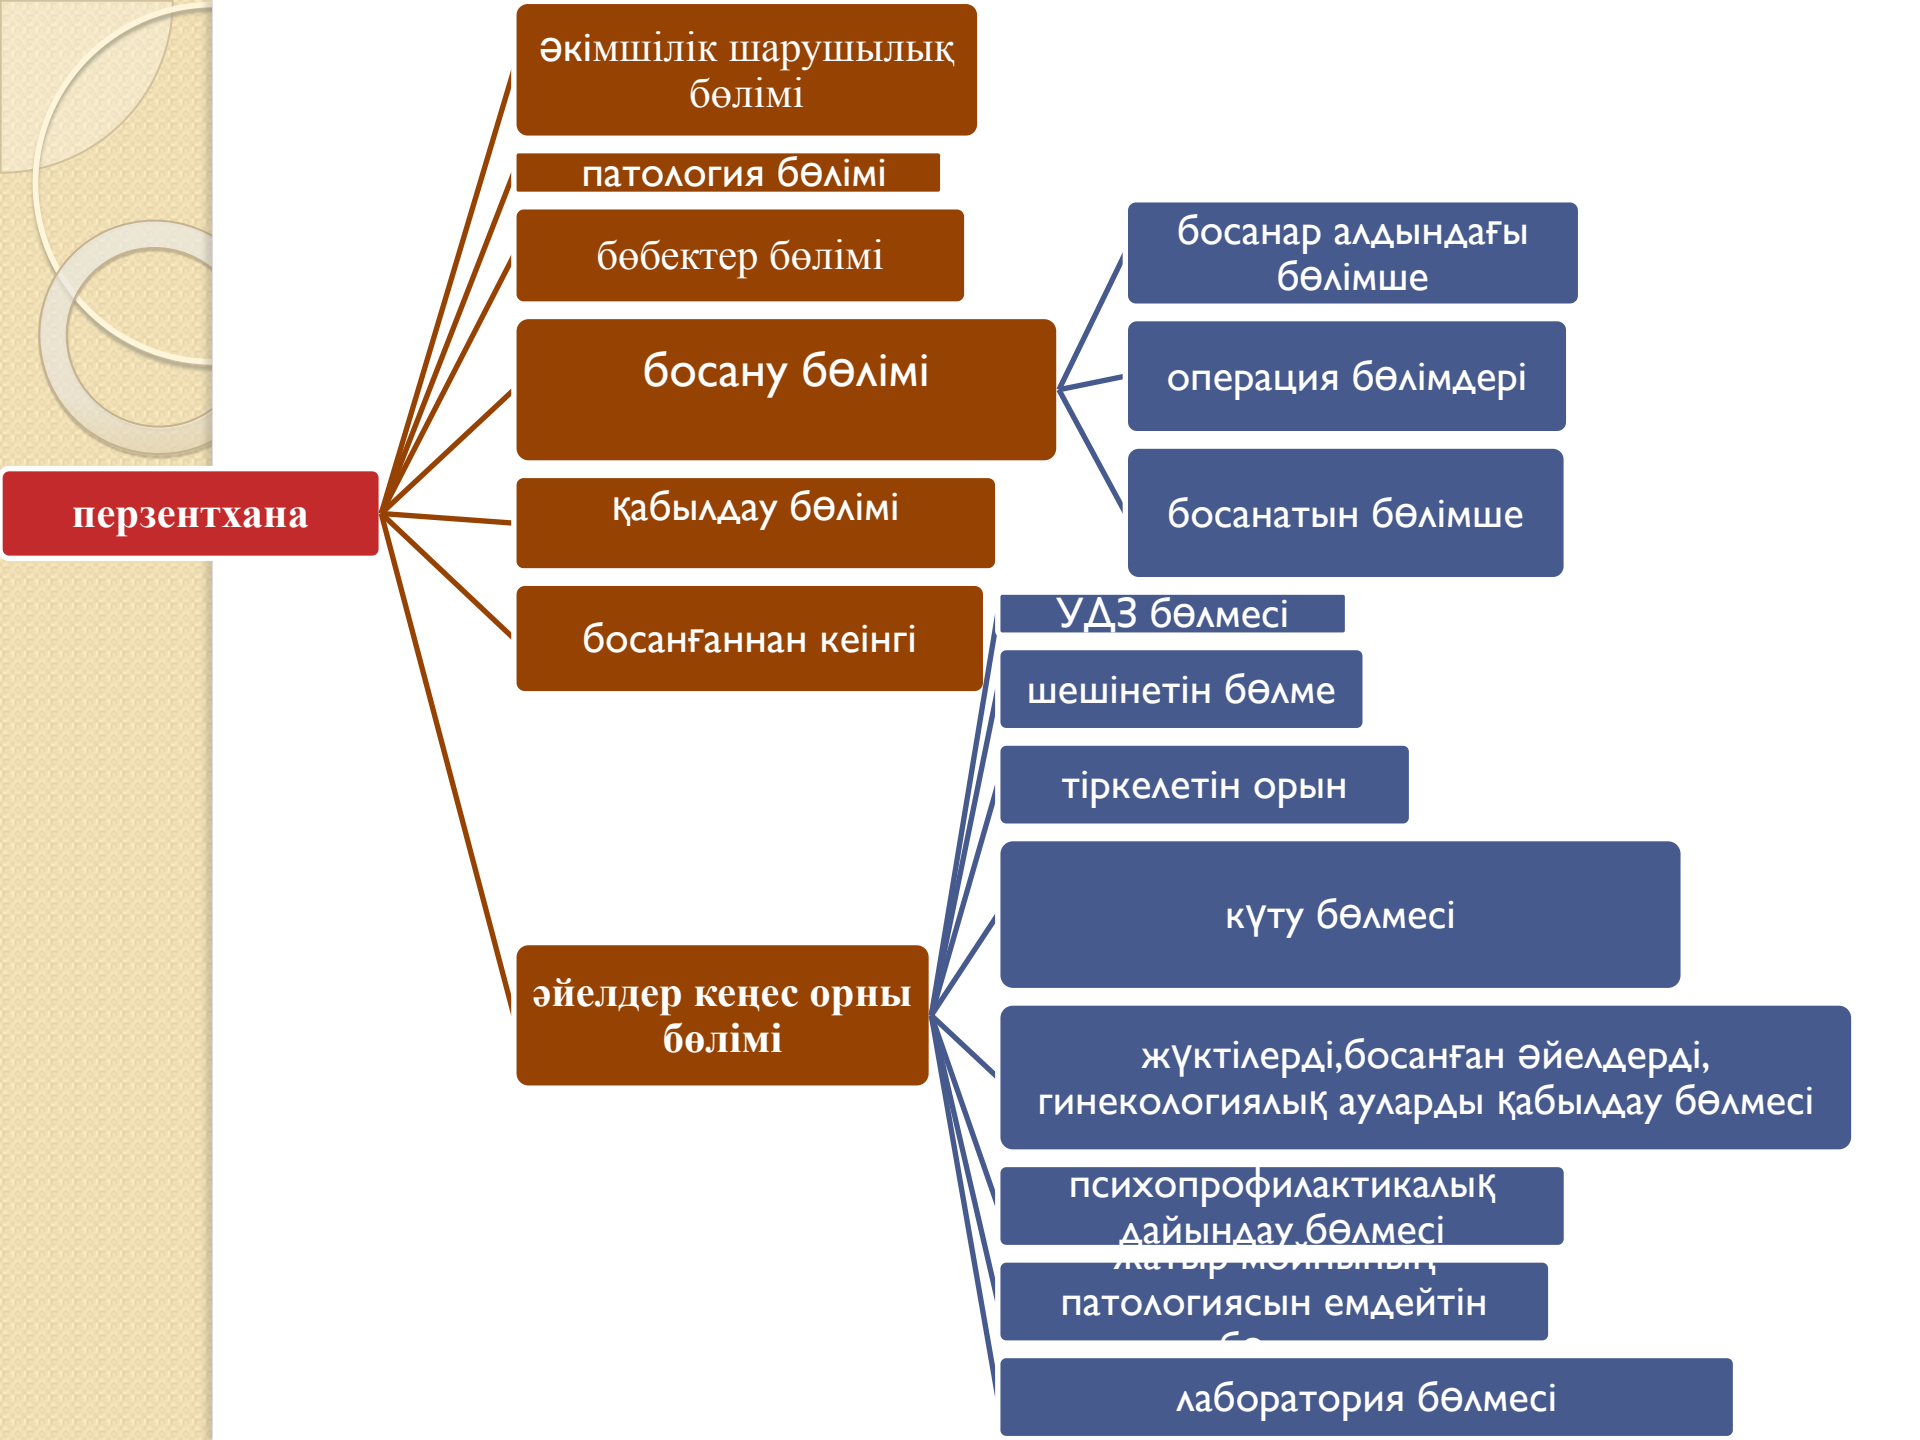 перзентхана
әкімшілік шарушылық
бөлімі
патология бөлімі
бөбектер бөлімі
босану бөлімі
босанар алдындағы
бөлімше
операция бөлімдері
босанатын бөлімше
қабылдау бөлімі
босанғаннан кеінгі
әйелдер кеңес орны
бөлімі
УДЗ бөлмесі
шешінетін бөлме
тіркелетін орын
күту бөлмесі
жүктілерді,босанған әйелдерді,
гинекологиялық ауларды қабылдау бөлмесі
психопрофилактикалық
дайындау бөлмесі
жатыр мойнының
патологиясын емдейтін
лаборатория бөлмесі